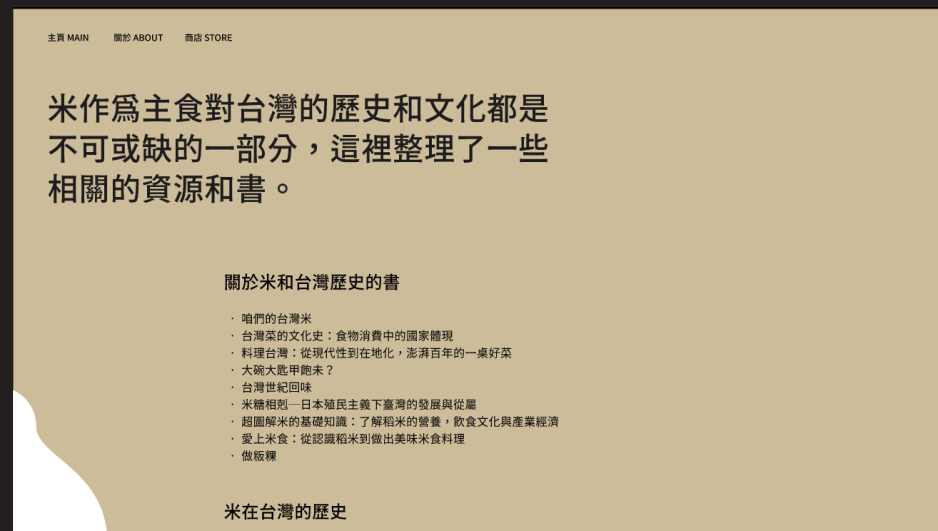 主頁 MAIN 關於 ABOUT 商店 STORE
米作爲主食對台灣的歷史和文化都是
不可或缺的一部分，這裡整理了一些
相關的資源和書。
關於米和台灣歷史的書
· 咱們的台灣米
· 台灣菜的文化史：食物消費中的國家體現
· 料理台灣：從現代性到在地化，澎湃百年的一桌好菜
· 大碗大匙甲飽未？
· 台灣世紀回味
· 米糖相剋─日本殖民主義下臺灣的發展與從屬
· 超圖解米的基礎知識：了解稻米的營養，飲食文化與產業經濟
· 愛上米食：從認識稻米到做出美味米食料理
· 做粄粿
米在台灣的歷史